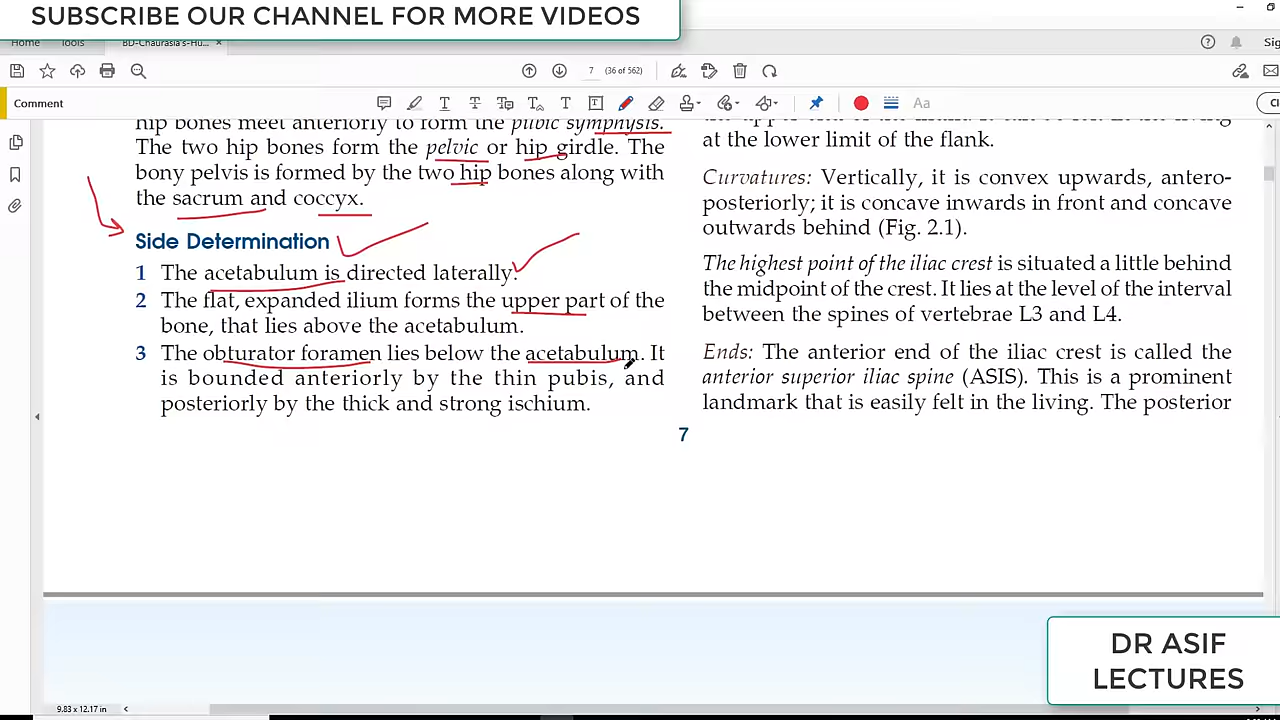 SUBSCRIBE OUR CHANNEL FOR MORE VIDEOS
Home Tools BD-Chaurasia's-Hu... ×
7 (36 of 562)
Comment
Aa
hip bones meet anteriorly to form the pubic symphysis.
The two hip bones form the pelvic or hip girdle. The
bony pelvis is formed by the two hip bones along with
the sacrum and coccyx.
Side Determination
1 The acetabulum is directed laterally.
2 The flat, expanded ilium forms the upper part of the
bone, that lies above the acetabulum.
3 The obturator foramen lies below the acetabulum. It
is bounded anteriorly by the thin pubis, and
posteriorly by the thick and strong ischium.
at the lower limit of the flank.
Curvatures: Vertically, it is convex upwards, antero-
posteriorly; it is concave inwards in front and concave
outwards behind (Fig. 2.1).
The highest point of the iliac crest is situated a little behind
the midpoint of the crest. It lies at the level of the interval
between the spines of vertebrae L3 and L4.
Ends: The anterior end of the iliac crest is called the
anterior superior iliac spine (ASIS). This is a prominent
landmark that is easily felt in the living. The posterior
7
DR ASIF
LECTURES
9.83 x 12.17 in